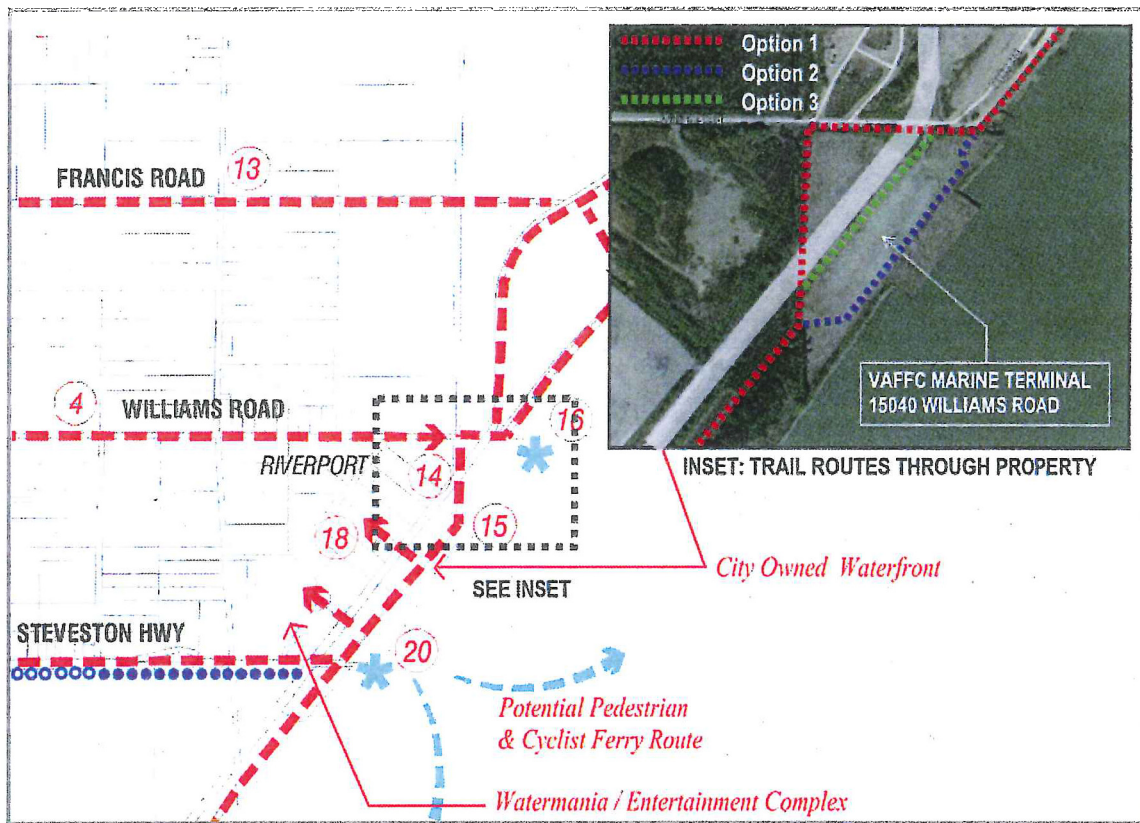 Option 1
Option 2
Option 3
FRANCIS ROAD
13
VAFFC MARINE TERMINAL
15040 WILLIAMS ROAD
4
WILLIAMS ROAD
16
INSET: TRAIL ROUTES THROUGH PROPERTY
RIVERPORT
14
15
18
SEE INSET
City Owned Waterfront
STEVESTON HWY
20
Potential Pedestrian
& Cyclist Ferry Route
Watermania / Entertainment Complex